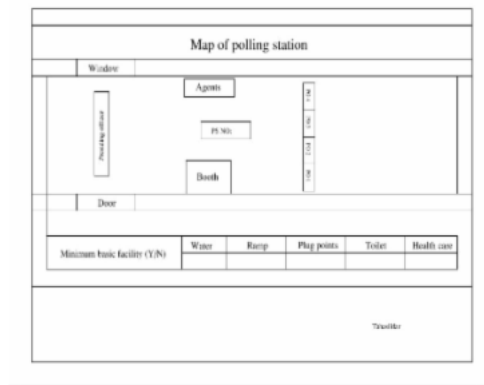 Map of polling station
Window
Agents
Presiding officer
PS NO:
Booth
Door
Minimum basic facility (Y/N)
Water
Ramp
Plug points
Toilet
Health care